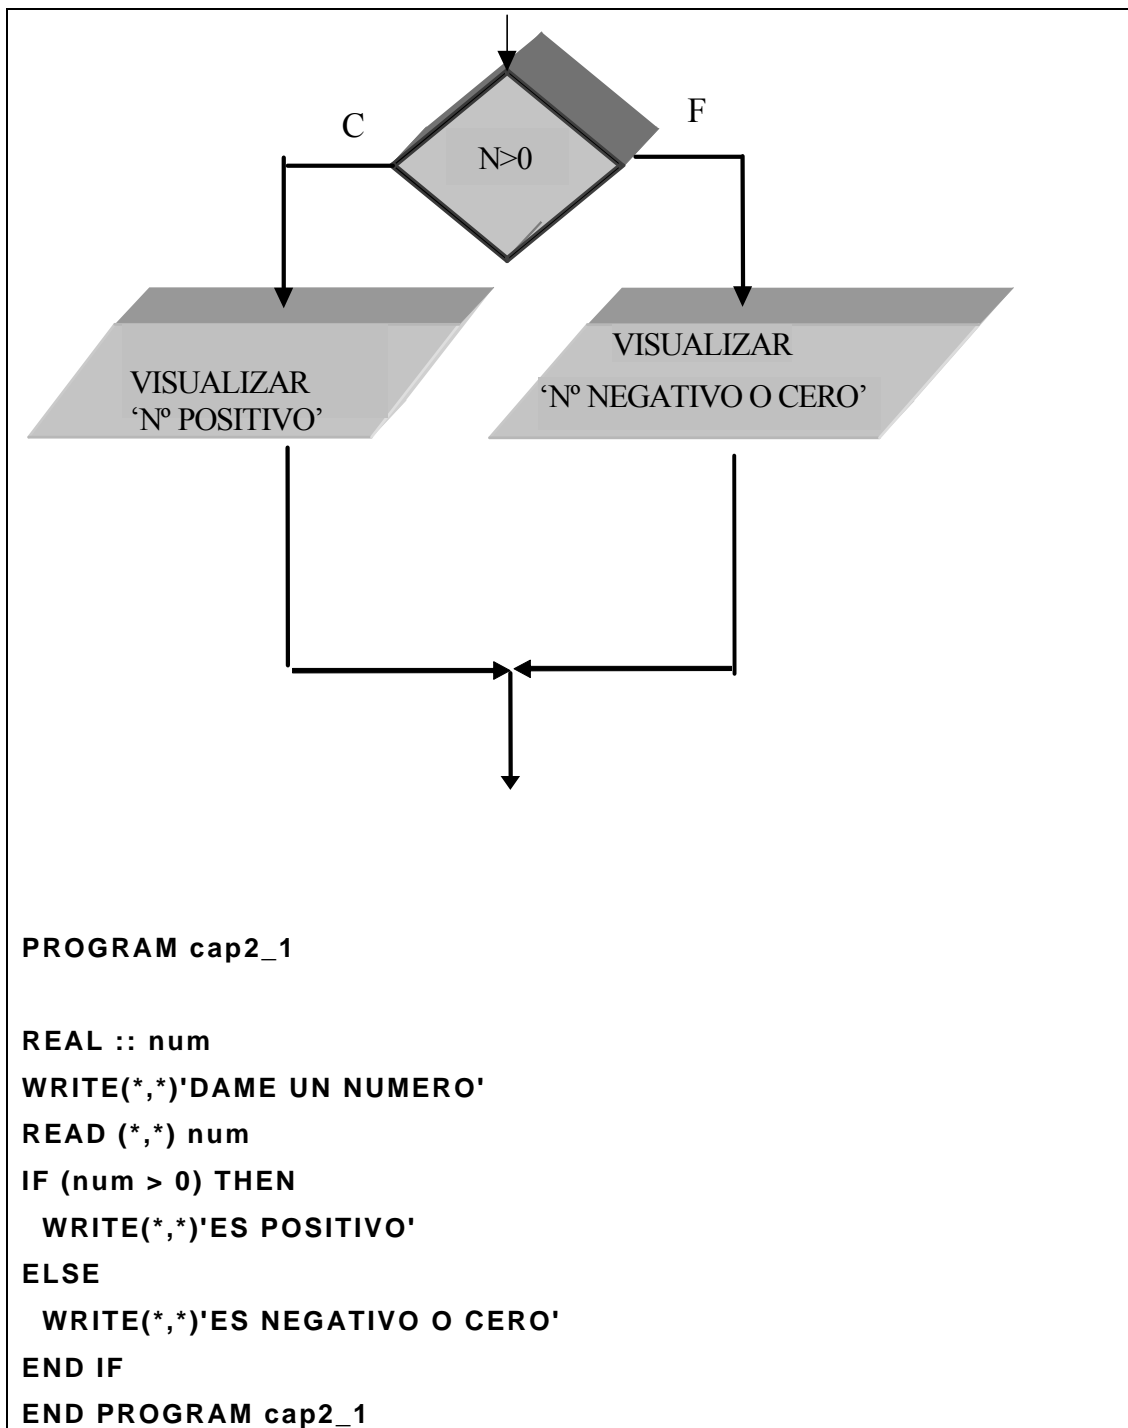 C
F
N>0
VISUALIZAR
‘Nº POSITIVO’
VISUALIZAR
‘Nº NEGATIVO O CERO’
PROGRAM cap2_1
REAL :: num
WRITE(*,*)'DAME UN NUMERO'
READ (*,*) num
IF (num > 0) THEN
WRITE(*,*)'ES POSITIVO'
ELSE
WRITE(*,*)'ES NEGATIVO O CERO'
END IF
END PROGRAM cap2_1